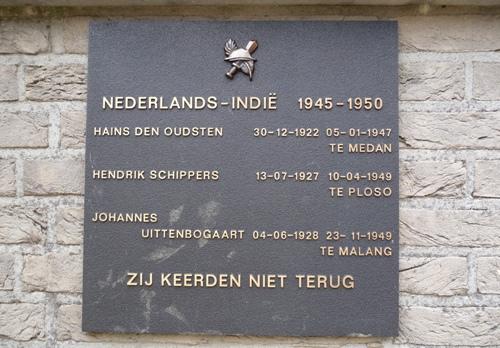 NEDERLANDS-INDIË 1945-1950
HAINS DEN OUDSTEN 30-12-1922 05-01-1947
TE MEDAN
HENDRIK SCHIPPERS 13-07-1927 10-04-1949
TE PLOSO
JOHANNES
UITTENBOGAART 04-06-1928 23-11-1949
TE MALANG
ZIJ KEERDEN NIET TERUG